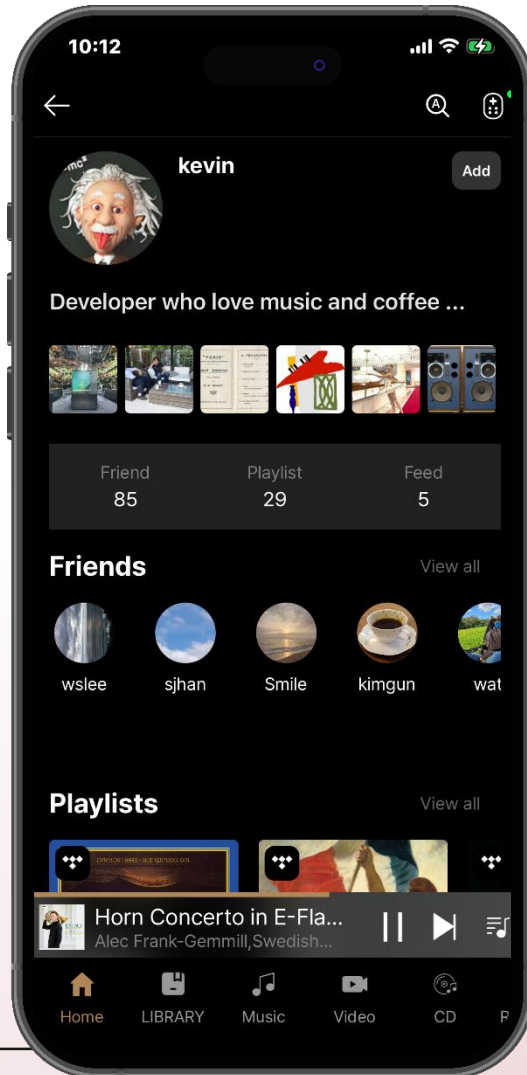 10:12
kevin
Add
Developer who love music and coffee ...
Friend
Playlist
Feed
85
29
5
Friends
View all
wslee
sjhan
Smile
kimgun
wat
Playlists
View all
Horn Concerto in E-Fla...
Alec Frank-Gemmill,Swedish...
Home
LIBRARY
Music
Video
CD
R